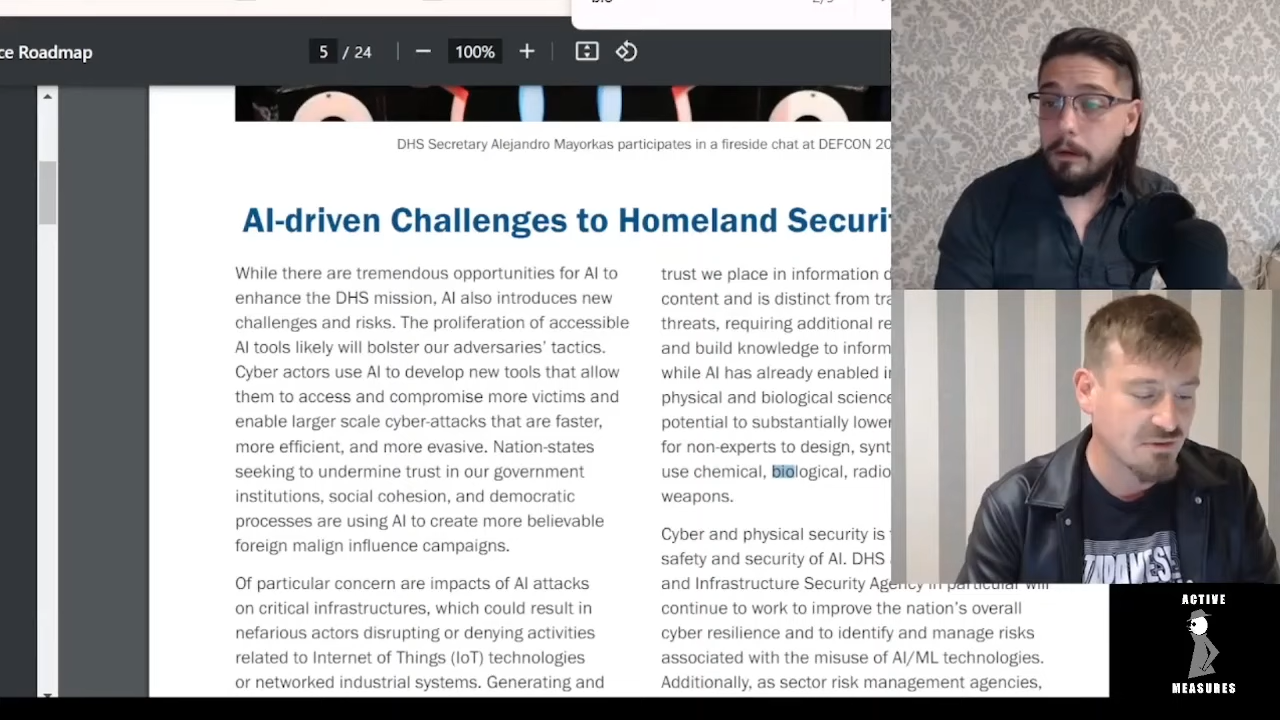 ce Roadmap
5 / 24
100%
DHS Secretary Alejandro Mayorkas participates in a fireside chat at DEFCON 20
AI-driven Challenges to Homeland Securi
While there are tremendous opportunities for AI to
enhance the DHS mission, AI also introduces new
challenges and risks. The proliferation of accessible
AI tools likely will bolster our adversaries' tactics.
Cyber actors use AI to develop new tools that allow
them to access and compromise more victims and
enable larger scale cyber-attacks that are faster,
more efficient, and more evasive. Nation-states
seeking to undermine trust in our government
institutions, social cohesion, and democratic
processes are using AI to create more believable
foreign malign influence campaigns.
Of particular concern are impacts of AI attacks
on critical infrastructures, which could result in
nefarious actors disrupting or denying activities
related to Internet of Things (IoT) technologies
or networked industrial systems. Generating and
trust we place in information
content and is distinct from tra
threats, requiring additional re
and build knowledge to inform
while AI has already enabled i
physical and biological science
potential to substantially lower
for non-experts to design, synt
use chemical, biological, radio
weapons.
Cyber and physical security is
safety and security of AI. DHS
and Infrastructure Security Agency in particular will
continue to work to improve the nation's overall
cyber resilience and to identify and manage risks
associated with the misuse of AI/ML technologies.
Additionally, as sector risk management agencies,
ACTIVE
MEASURES